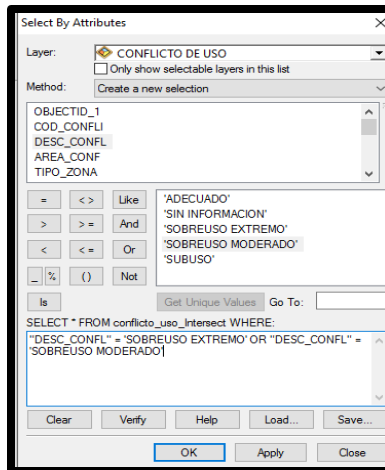 Select By Attributes
Layer: CONFLICTO DE USO
Only show selectable layers in this list
Method: Create a new selection
OBJECTID_1
COD_CONFLI
DESC_CONFL
AREA_CONF
TIPO_ZONA
= < > Like
> > = And
< < = Or
_ % ( ) Not
Is
'ADECUADO'
'SIN INFORMACION'
'SOBREUSO EXTREMO'
'SOBREUSO MODERADO'
'SUBUSO'
Get Unique Values Go To:
SELECT * FROM conflicto_uso_Intersect WHERE:
"DESC_CONFL" = 'SOBREUSO EXTREMO' OR "DESC_CONFL" =
'SOBREUSO MODERADO'
Clear Verify Help Load... Save...
OK Apply Close